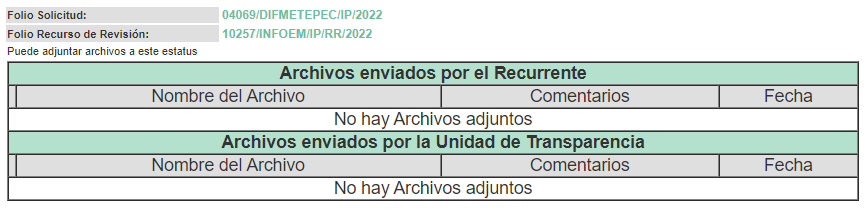 Folio Solicitud: 04069/DIFMETEPEC/IP/2022
Folio Recurso de Revisión: 10257/INFOEM/IP/RR/2022
Puede adjuntar archivos a este estatus
Archivos enviados por el Recurrente
Nombre del Archivo Comentarios Fecha
No hay Archivos adjuntos
Archivos enviados por la Unidad de Transparencia
Nombre del Archivo Comentarios Fecha
No hay Archivos adjuntos